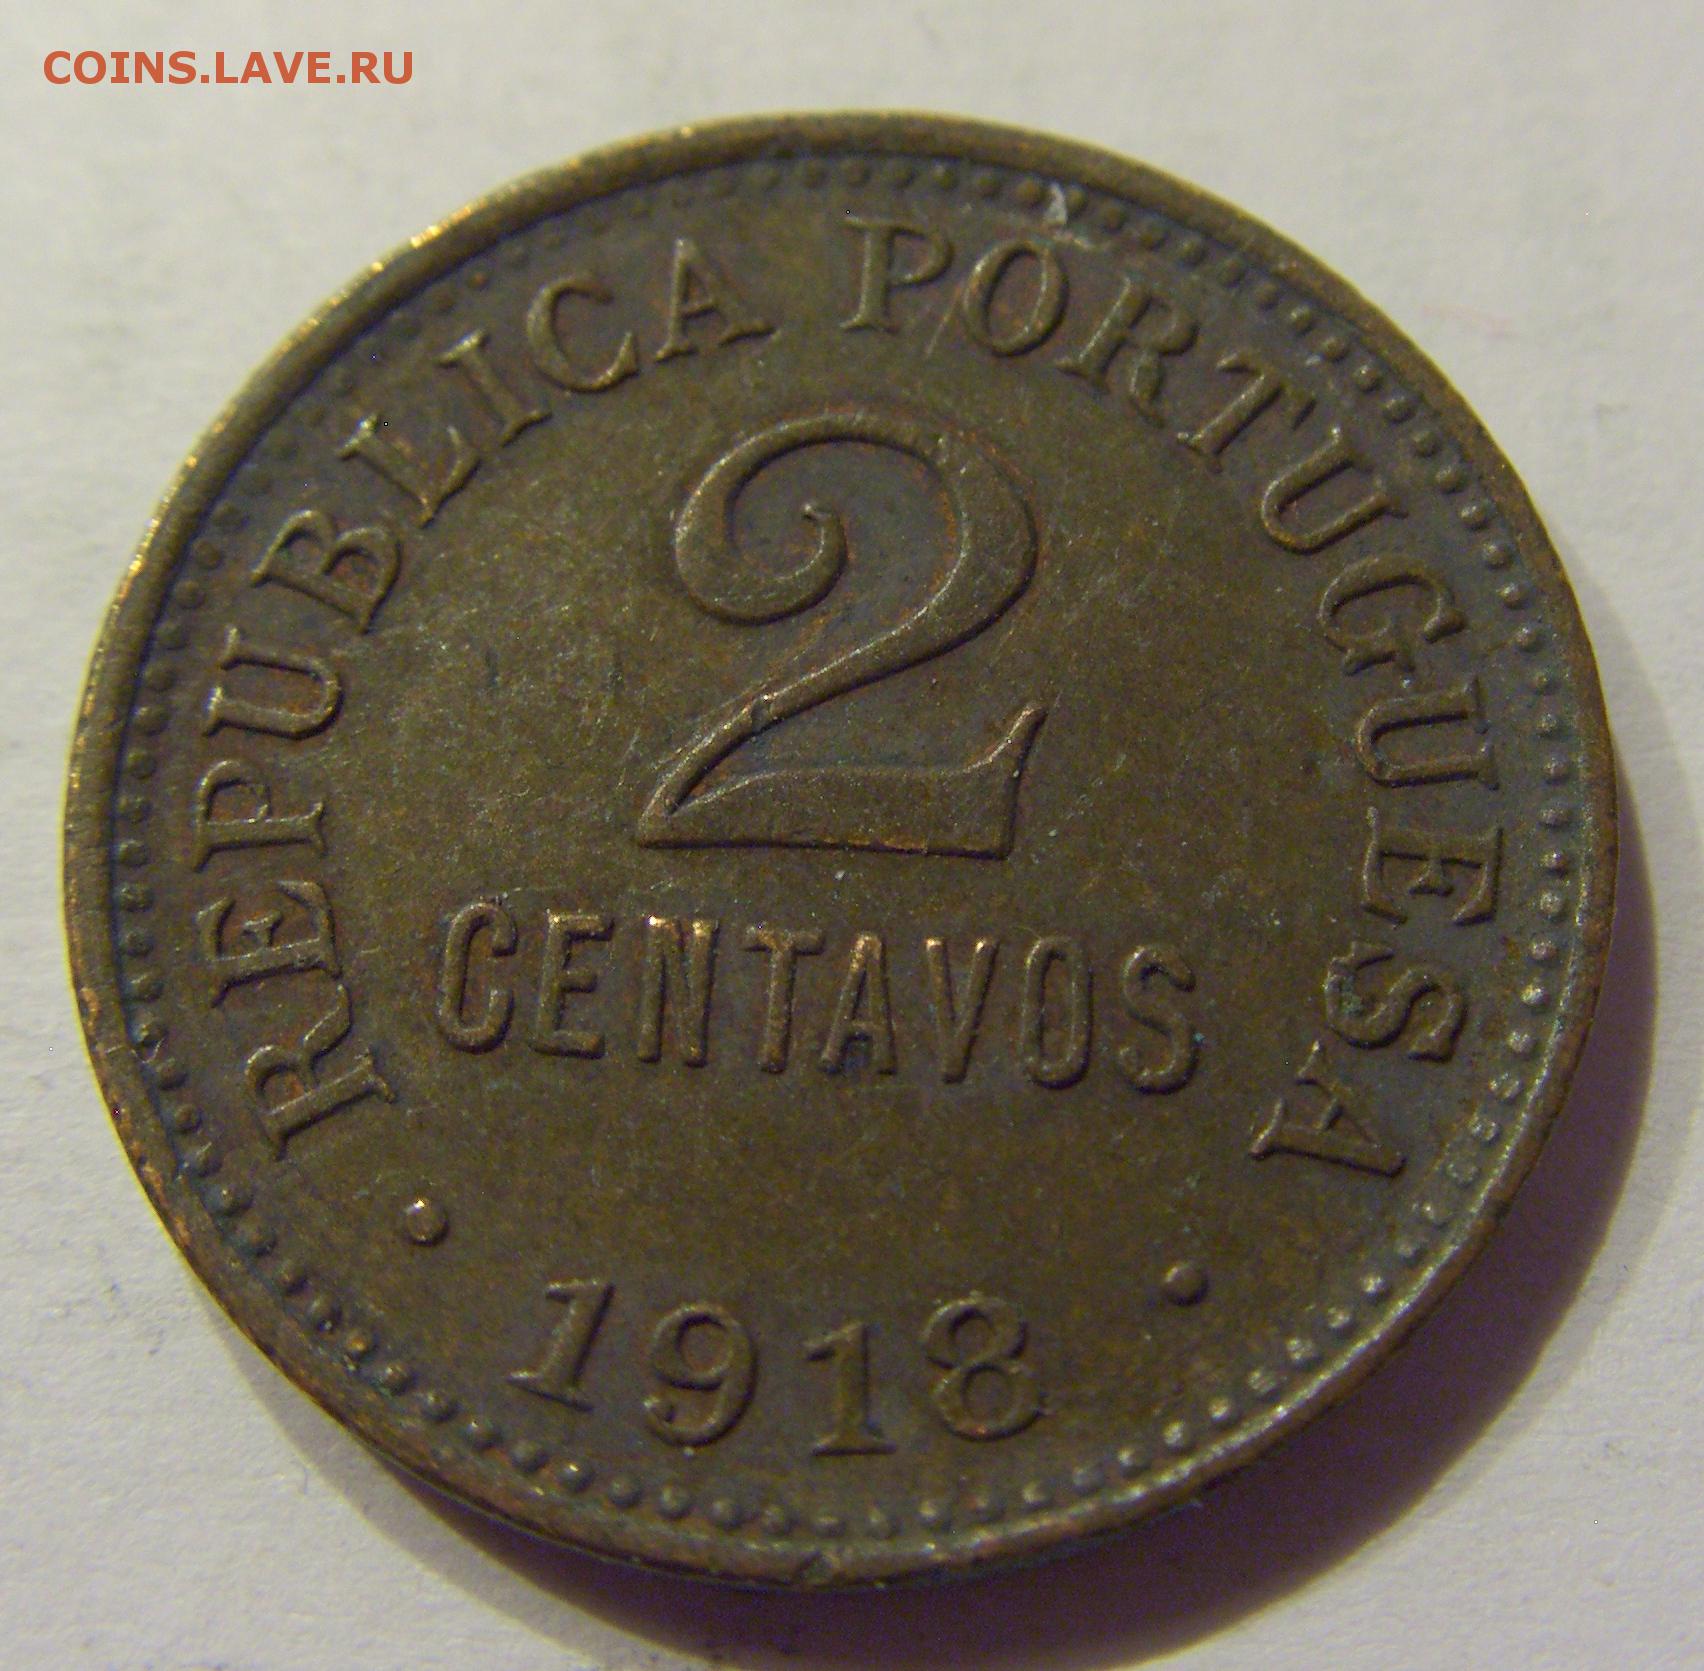 COINS.LAVE.RU
REPUBLICA PORTUGUESA
2
CENTAVOS
• 1918 •